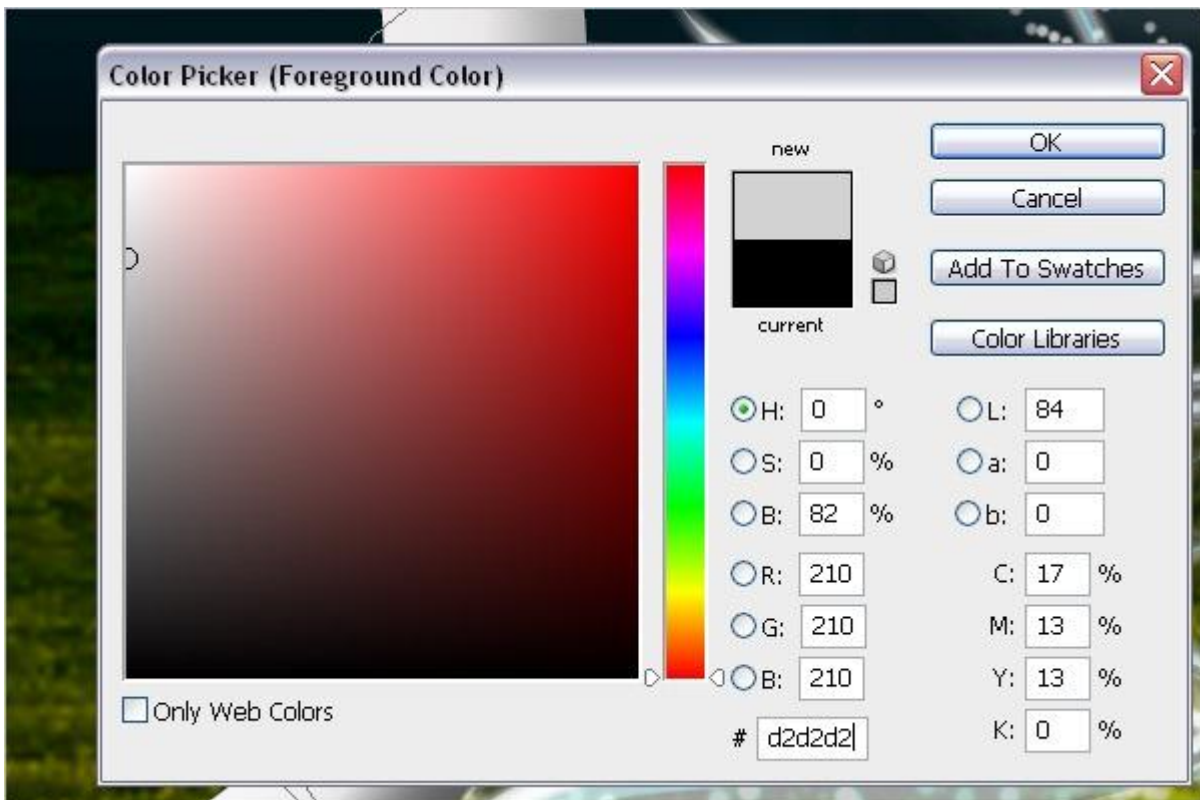 Color Picker (Foreground Color)
new
current
OK
Cancel
Add To Swatches
Color Libraries
H: 0 °
S: 0 %
B: 82 %
R: 210
G: 210
B: 210
# d2d2d2
L: 84
a: 0
b: 0
C: 17 %
M: 13 %
Y: 13 %
K: 0 %
Only Web Colors